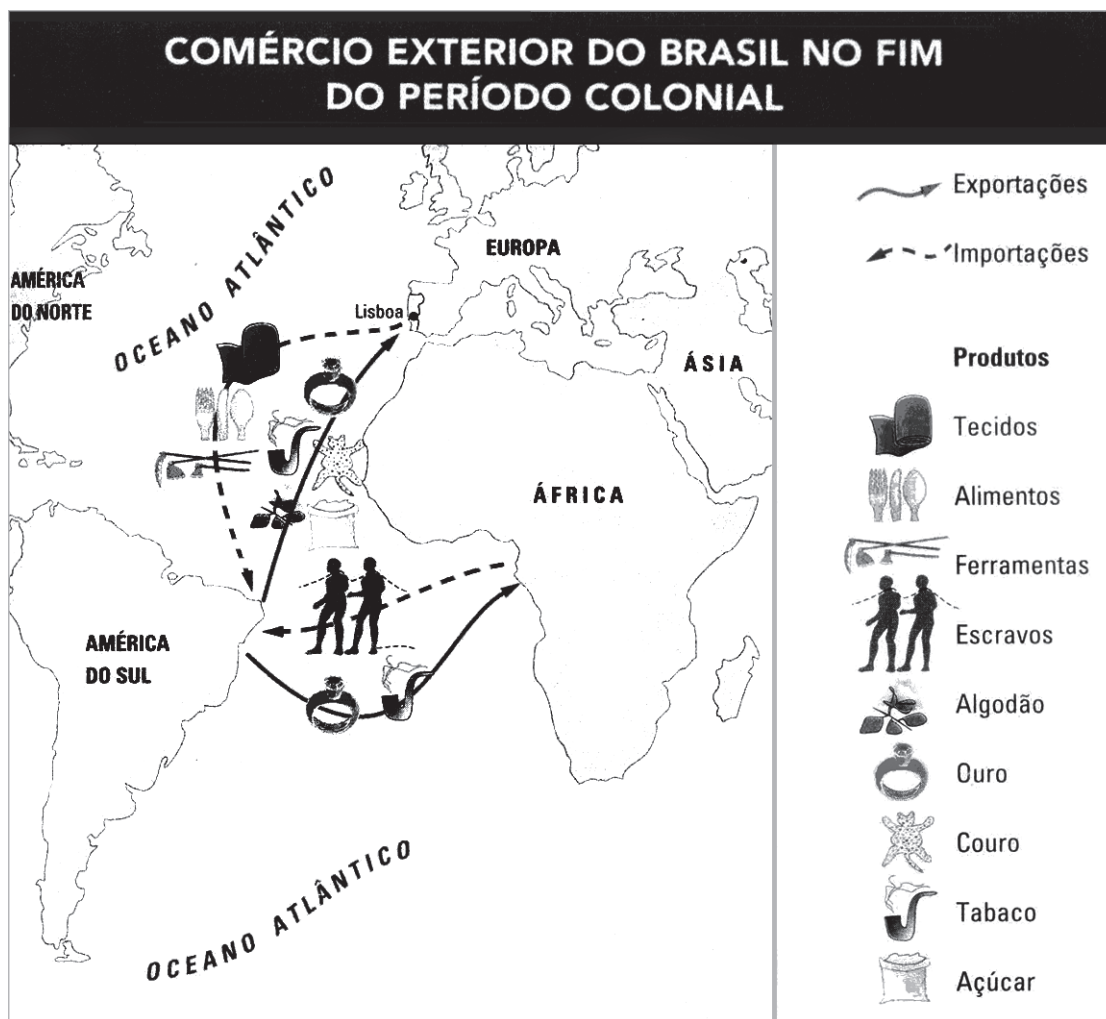 COMÉRCIO EXTERIOR DO BRASIL NO FIM
DO PERÍODO COLONIAL
OCEANO ATLÂNTICO
EUROPA
AMÉRICA
DO NORTE
Lisboa
ÁSIA
ÁFRICA
AMÉRICA
DO SUL
OCEANO ATLÂNTICO
Exportações
Importações
Produtos
Tecidos
Alimentos
Ferramentas
Escravos
Algodão
Ouro
Couro
Tabaco
Açúcar